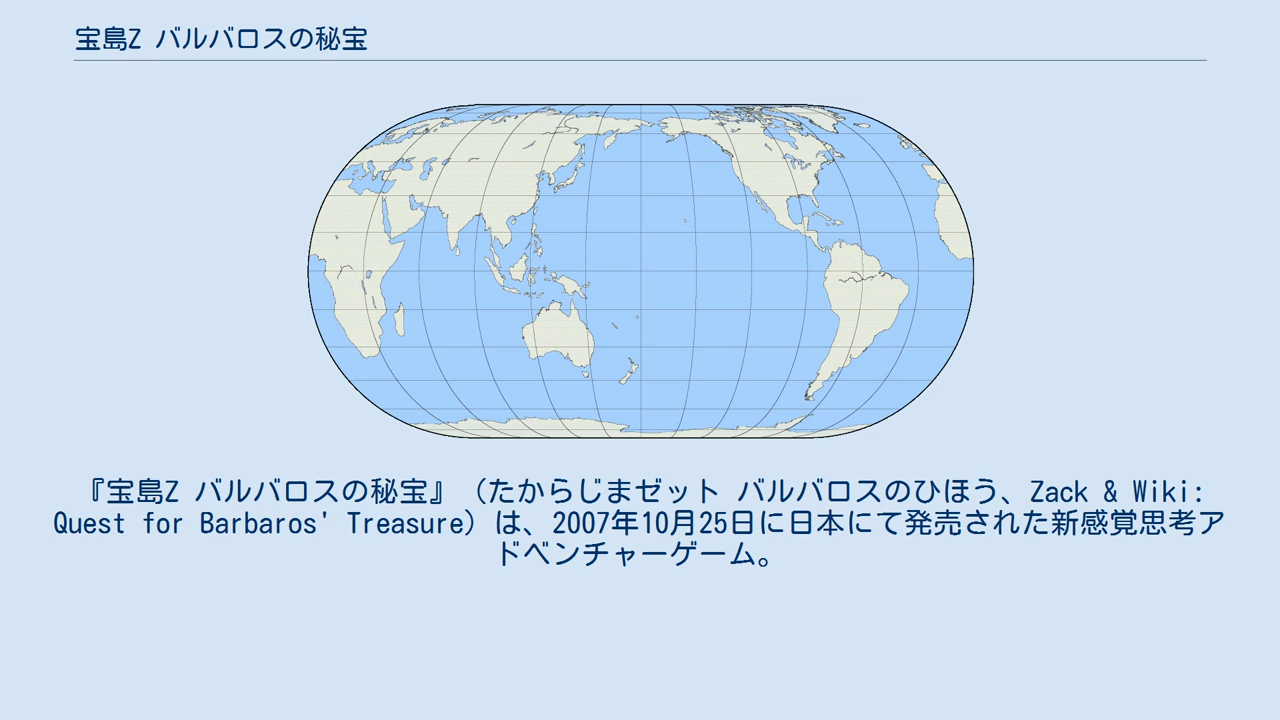 宝島Z バルバロスの秘宝
『宝島Z バルバロスの秘宝』（たからじまゼット バルバロスのひほう、Zack & Wiki:
Quest for Barbaros' Treasure）は、2007年10月25日に日本にて発売された新感覚思考ア
ドベンチャーゲーム。